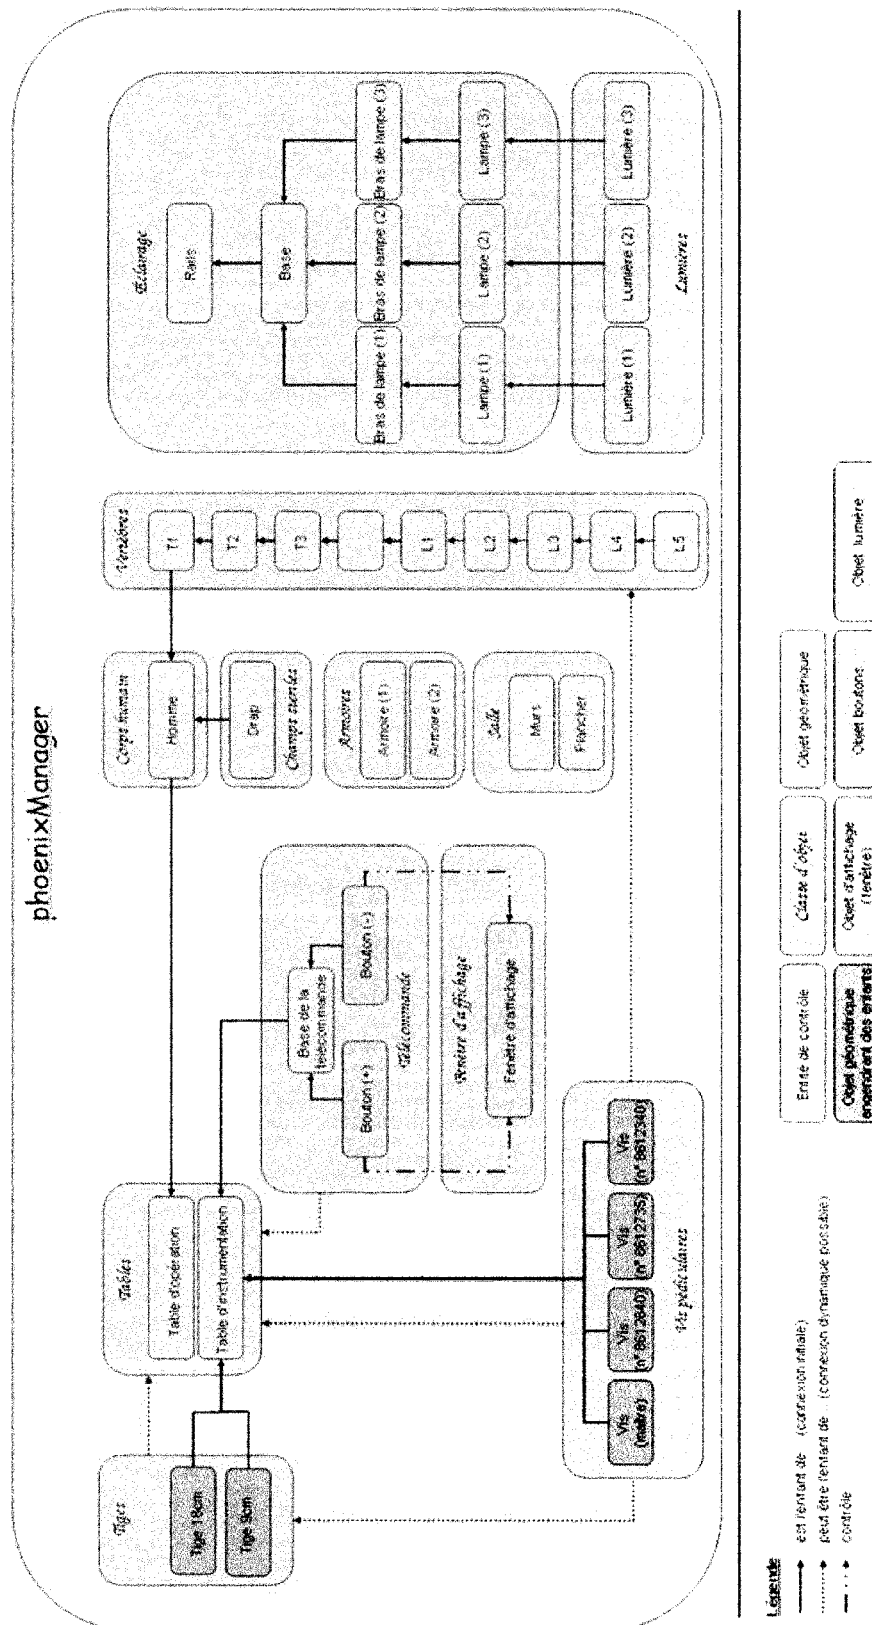 phoenixManager
Tiges
Tige 18cm
Tige 9cm
Tables
Table d'opération
Table d'instrumentation
Base de la
télécommande
Bouton (+)
Bouton (-)
Télécommande
Fenêtre d'affichage
Fenêtre d'affichage
Vis
(maître)
Vis
Vis
Vis
Vis pédiculaires
Corps humain
Homme
Drap
Champs stériles
Armoires
Armoire (1)
Armoire (2)
Salle
Murs
Plancher
Vertèbres
T1
T2
T3
L1
L2
L3
L4
L5
Éclairage
Rails
Base
Bras de lampe (1)
Bras de lampe (2)
Bras de lampe (3)
Lampe (1)
Lampe (2)
Lampe (3)
Lumière (1)
Lumière (2)
Lumière (3)
Lumières
Légende
est l'enfant de (connexion initiale)
peut être l'enfant de (connexion dynamique possible)
contrôle
Entité de contrôle
Classe d'objet
Objet géométrique
Objet géométrique
engendrant des enfants
Objet d'affichage
(fenêtre)
Objet boutons
Objet lumière